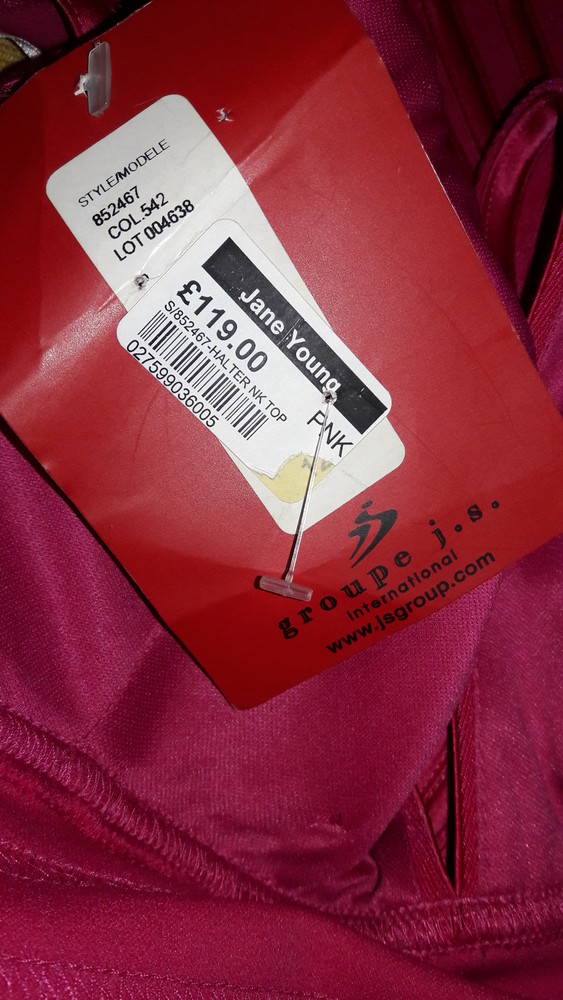 STYLE/MODELE
852467
COL.542
LOT 004638
Jane Young
£119.00
S/852467-HALTER NK TOP
027599036005
PNK
groupe j.s.
international
www.jsgroup.com